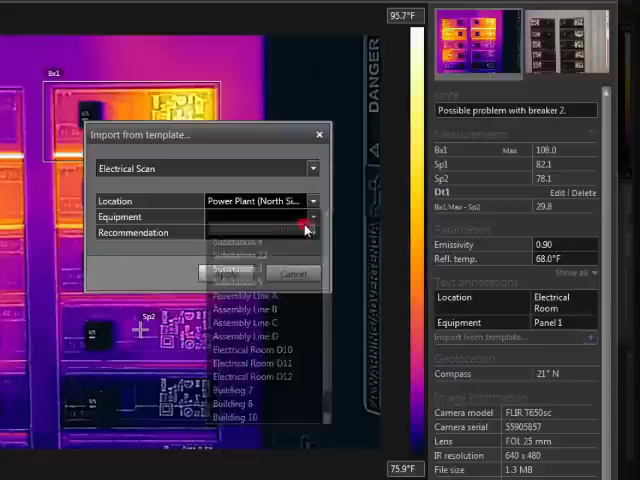 95.7°F
Bx1
DANGER
Note
Possible problem with breaker 2.
Import from template...
Measurements
Bx1 Max 108.0
Sp1 82.1
Sp2 78.1
Dt1 Edit | Delete
Bx1.Max - Sp2 29.8
Electrical Scan
Location Power Plant (North Si...
Equipment
Recommendation
Parameters
Emissivity 0.90
Refl. temp. 68.0°F
Show all
Cancel
Text annotations
Location Electrical Room
Equipment Panel 1
Import from template...
Assembly Line A
Assembly Line B
Assembly Line C
Assembly Line D
Electrical Room D10
Electrical Room D11
Electrical Room D12
Building 7
Building 8
Building 10
Sp2
15
15
WARNING/ADVERTENCIA
Geolocation
Compass 21° N
Image Information
Camera model FLIR T650sc
Camera serial 55905857
Lens FOL 25 mm
IR resolution 640 x 480
File size 1.3 MB
75.9°F